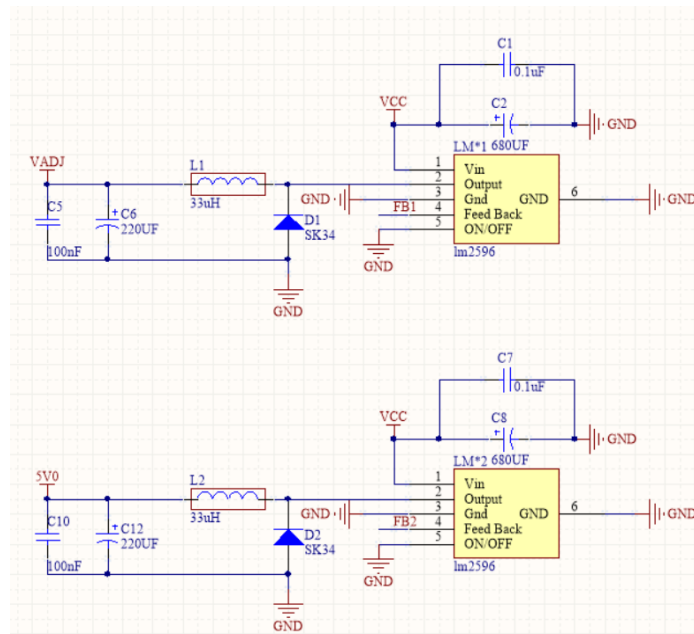 C1
0.1uF
VCC
C2
GND
LM*1 680UF
VADJ
L1
1 Vin
2 Output
33uH
GND 3 Gnd GND 6 GND
C5
C6
FB1 4 Feed Back
D1
220UF
5 ON/OFF
SK34
100nF
GND
lm2596
GND
C7
0.1uF
VCC
C8
GND
LM*2 680UF
5V0
L2
1 Vin
2 Output
33uH
GND 3 Gnd GND 6 GND
C10
C12
FB2 4 Feed Back
D2
220UF
5 ON/OFF
SK34
100nF
lm2596
GND
GND